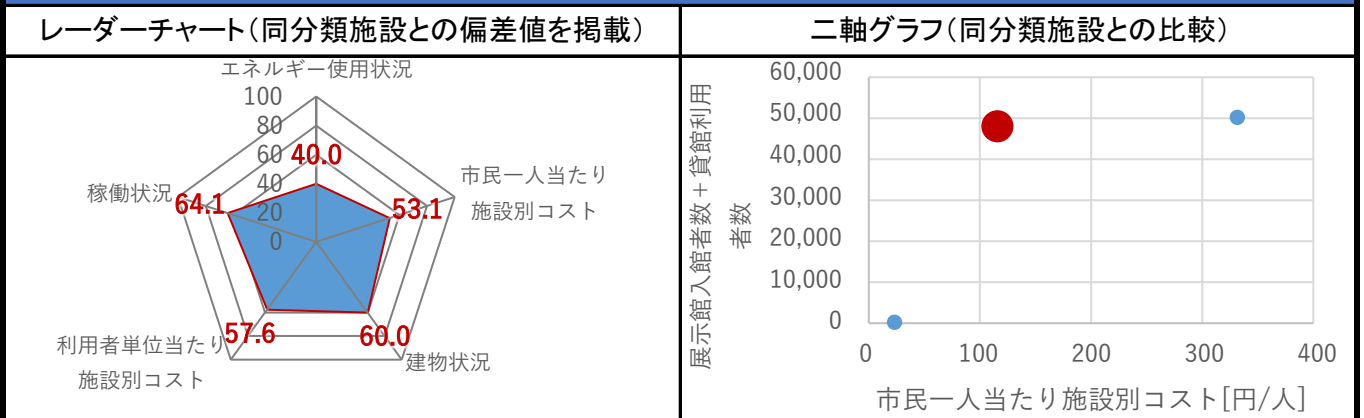 レーダーチャート(同分類施設との偏差値を掲載)
エネルギー使用状況
100
80
60
40
20
0
40.0
市民一人当たり
施設別コスト
53.1
建物状況
60.0
利用者単位当たり
施設別コスト
57.6
稼働状況
64.1
二軸グラフ(同分類施設との比較)
展示館入館者数+貸館利用
者数
60,000
50,000
40,000
30,000
20,000
10,000
0
0 100 200 300 400
市民一人当たり施設別コスト[円/人]